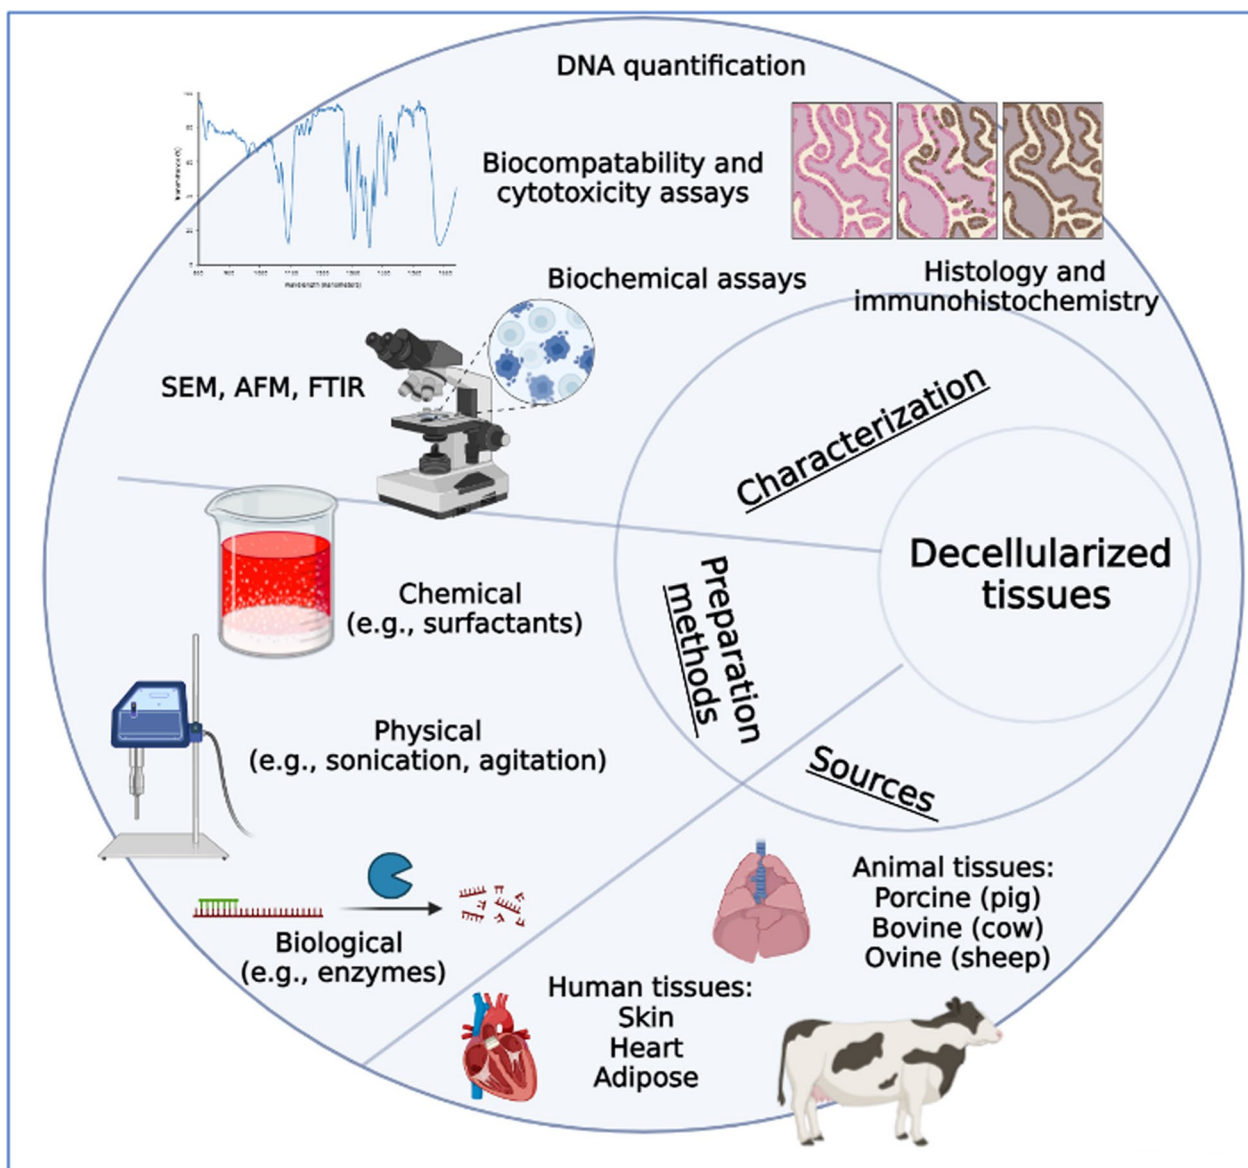 DNA quantification
Biocompatability and
cytotoxicity assays
Biochemical assays
Histology and
immunohistochemistry
SEM, AFM, FTIR
Characterization
Decellularized
tissues
Preparation
methods
Chemical
(e.g., surfactants)
Physical
(e.g., sonication, agitation)
Biological
(e.g., enzymes)
Sources
Animal tissues:
Porcine (pig)
Bovine (cow)
Ovine (sheep)
Human tissues:
Skin
Heart
Adipose